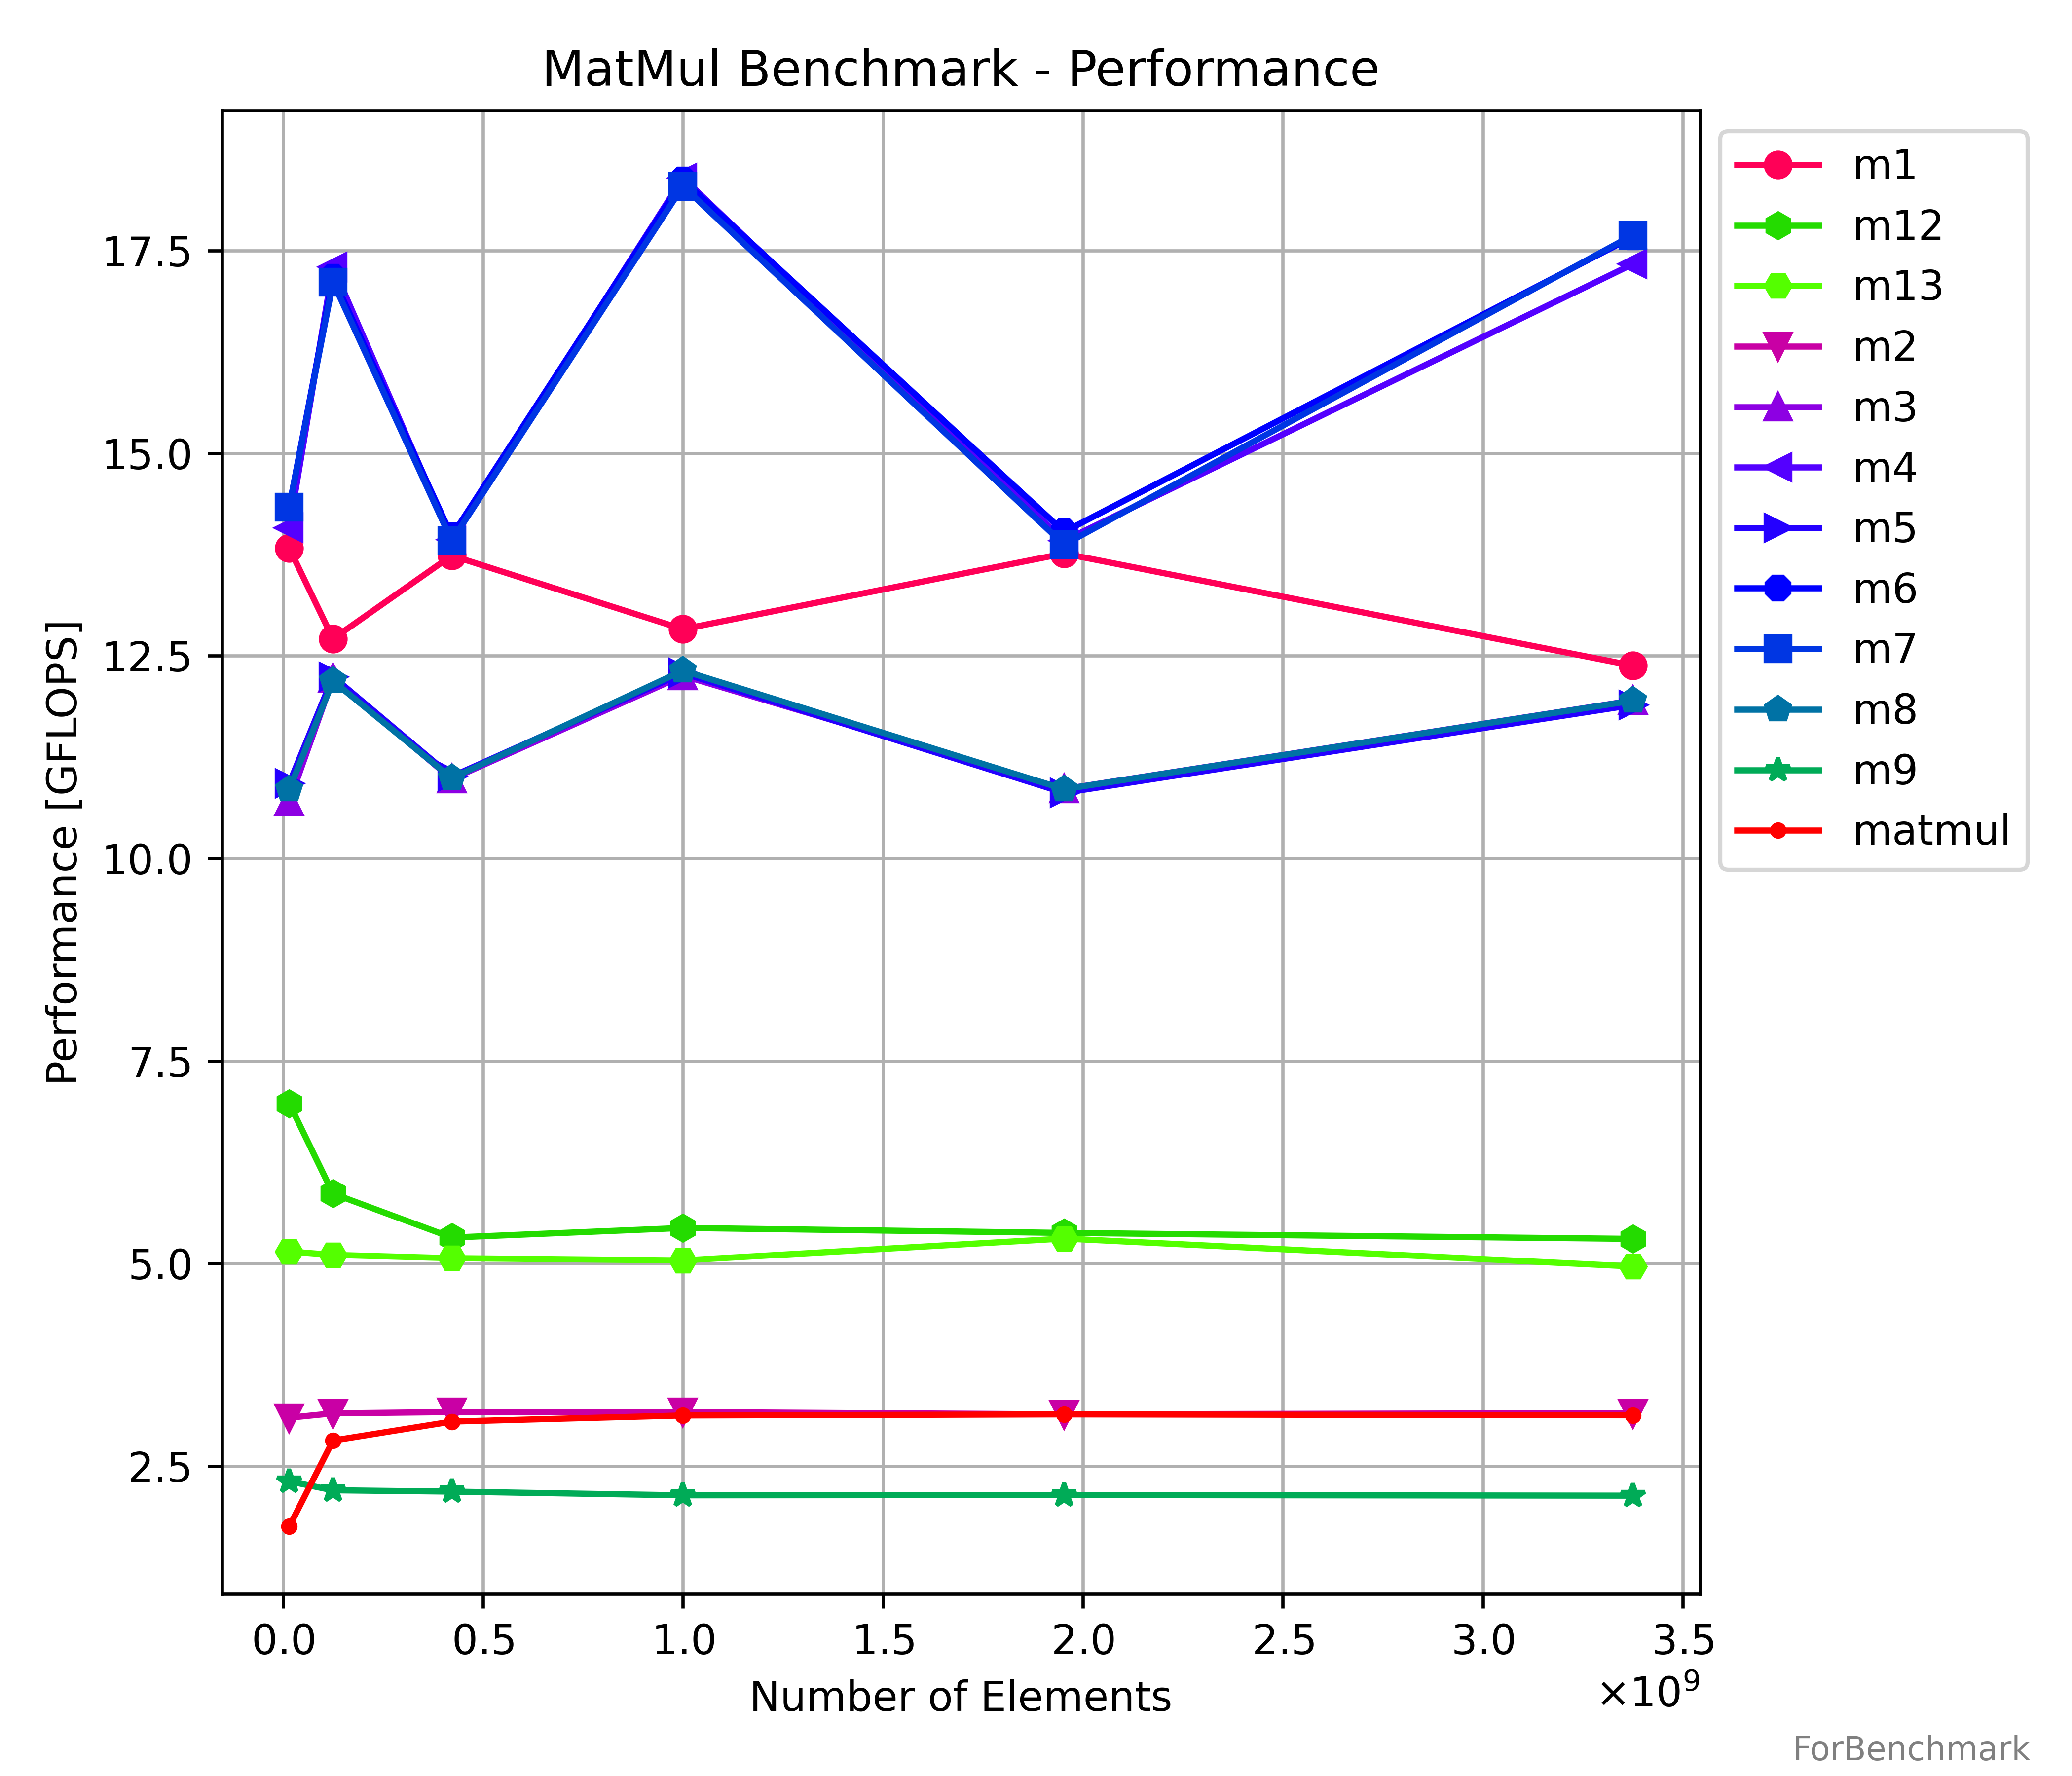 MatMul Benchmark - Performance
Performance [GFLOPS]
17.5
15.0
12.5
10.0
7.5
5.0
2.5
0.0 0.5 1.0 1.5 2.0 2.5 3.0 3.5
×10⁹
Number of Elements
m1
m12
m13
m2
m3
m4
m5
m6
m7
m8
m9
matmul
ForBenchmark